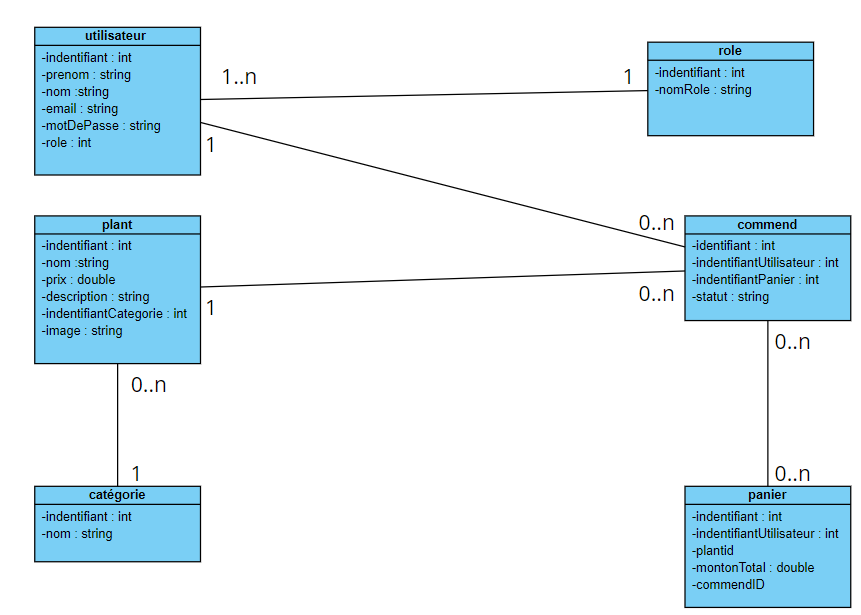 utilisateur
-indentifiant : int
-prenom : string
-nom :string
-email : string
-motDePasse : string
-role : int
1..n
1
role
-indentifiant : int
-nomRole : string
1
0..n
plant
-indentifiant : int
-nom :string
-prix : double
-description : string
-indentifiantCategorie : int
-image : string
1
0..n
commend
-identifiant : int
-indentifiantUtilisateur : int
-indentifiantPanier : int
-statut : string
0..n
1
0..n
0..n
catégorie
-indentifiant : int
-nom : string
panier
-indentifiant : int
-indentifiantUtilisateur : int
-plantid
-montonTotal : double
-commendID